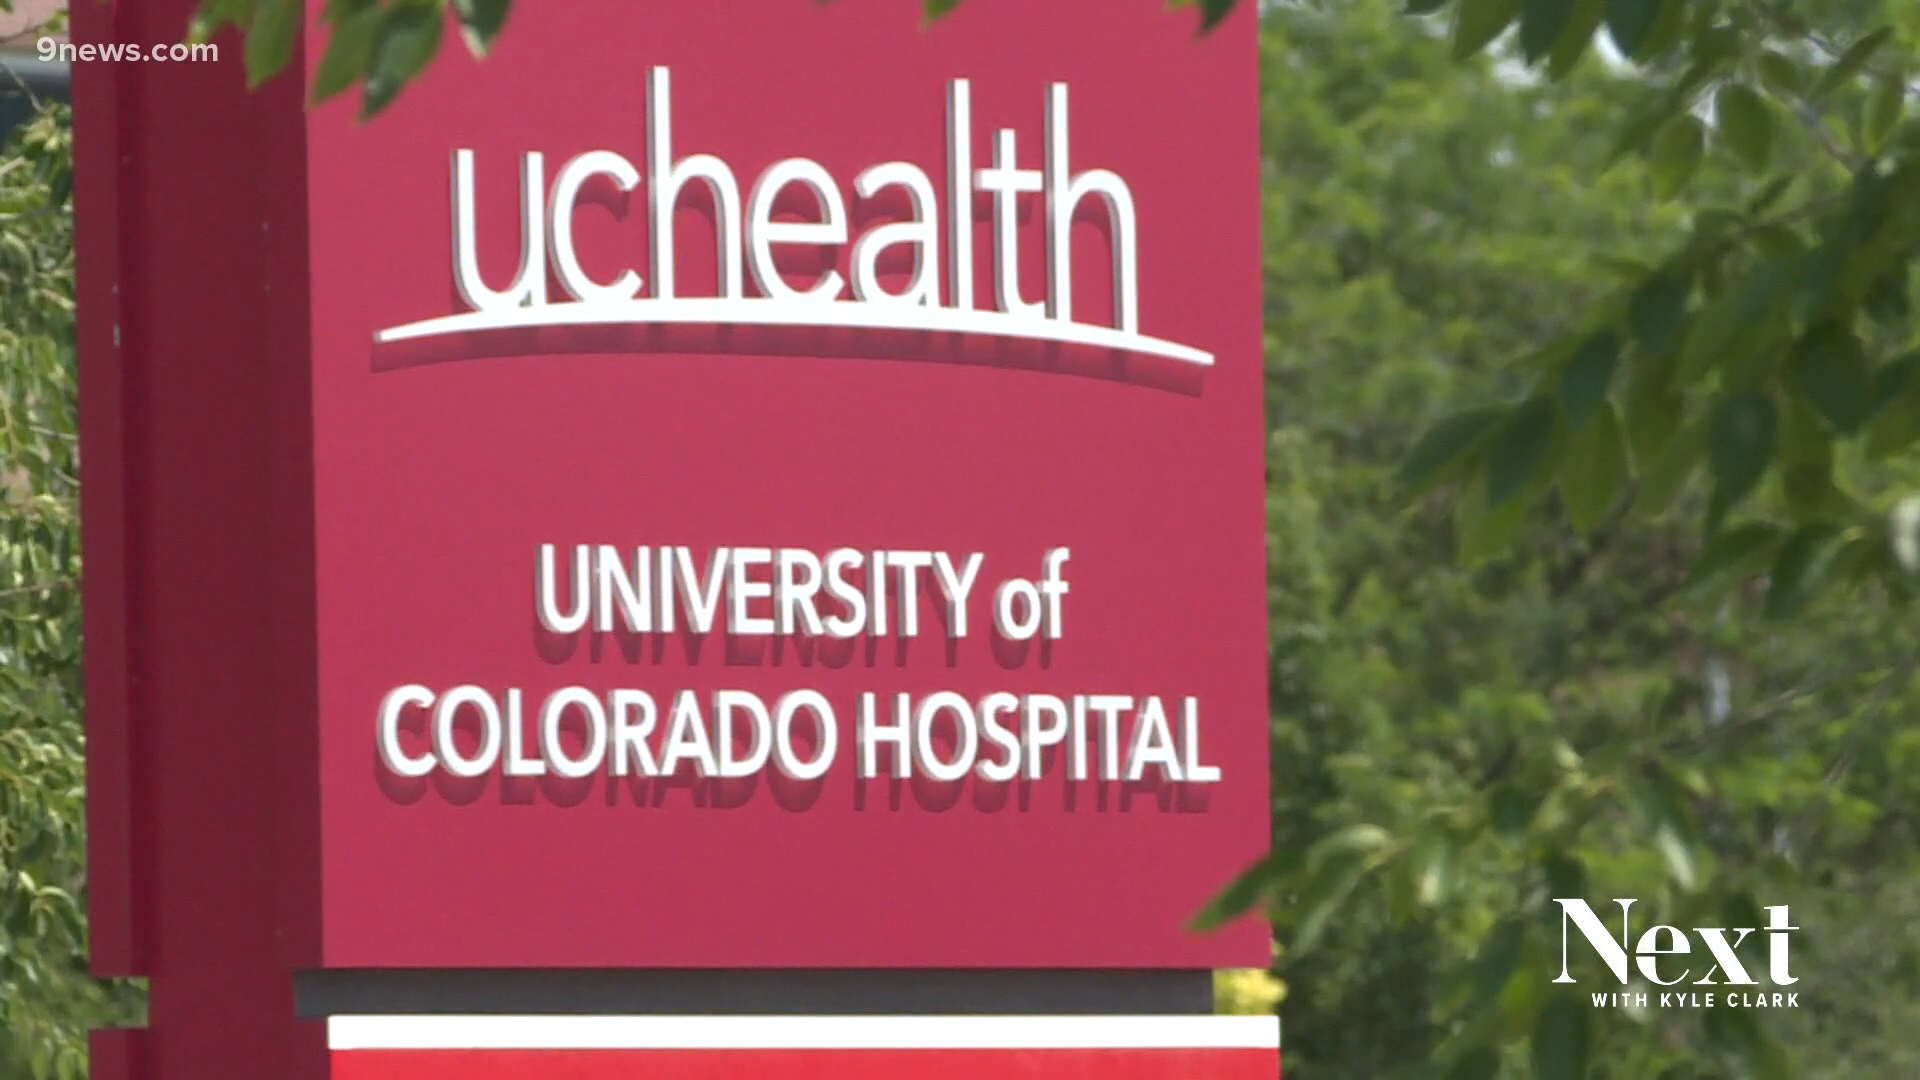 9news.com
uchealth
UNIVERSITY of
COLORADO HOSPITAL
Next
WITH KYLE CLARK